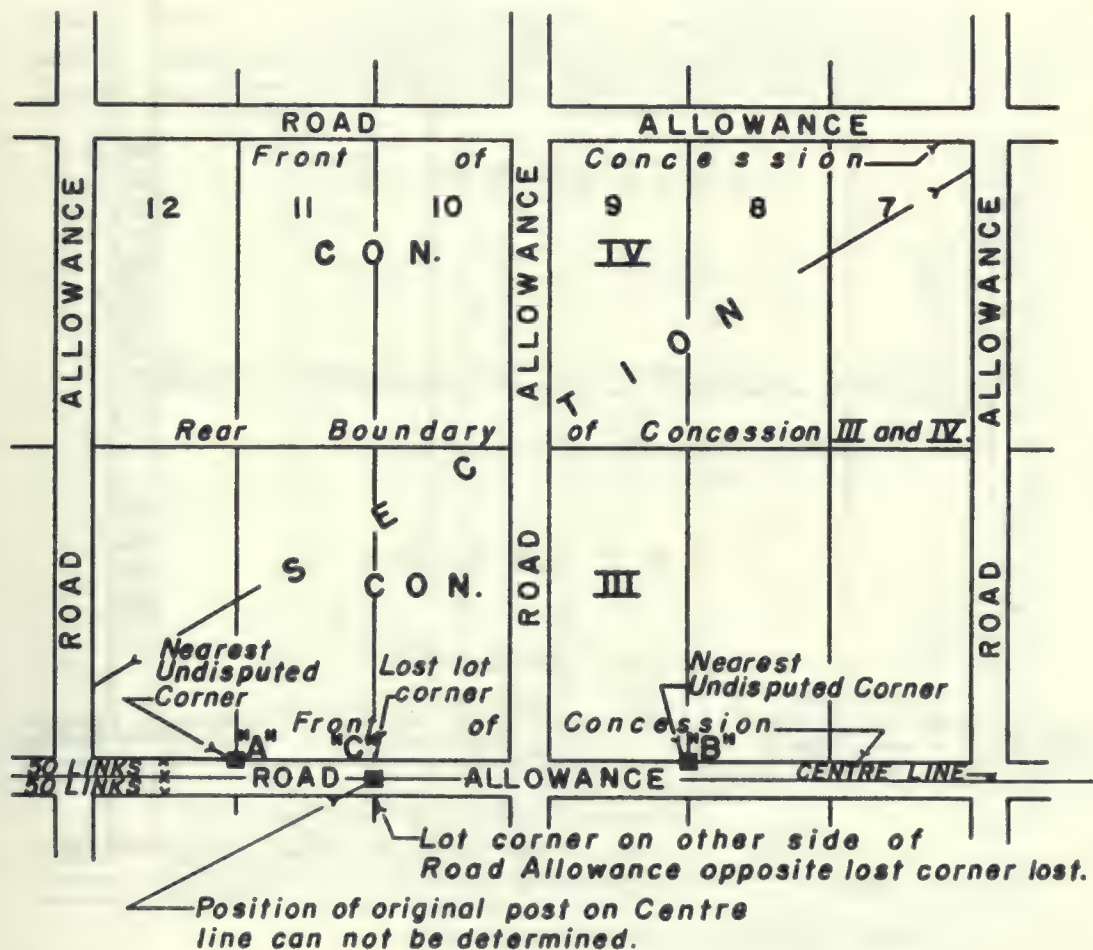 ROAD ALLOWANCE
Front of Concession
12 11 10 9 8 7
CON. IV
ALLOWANCE
ALLOWANCE
ALLOWANCE
SECTION
Rear Boundary of Concession III and IV.
CON. III
ROAD
ROAD
ROAD
Nearest
Undisputed
Corner
Lost lot
corner
Nearest
Undisputed Corner
Front of Concession
"A" "C" "B"
50 LINKS
50 LINKS
ROAD ALLOWANCE CENTRE LINE
Lot corner on other side of
Road Allowance opposite lost corner lost.
Position of original post on Centre
line can not be determined.